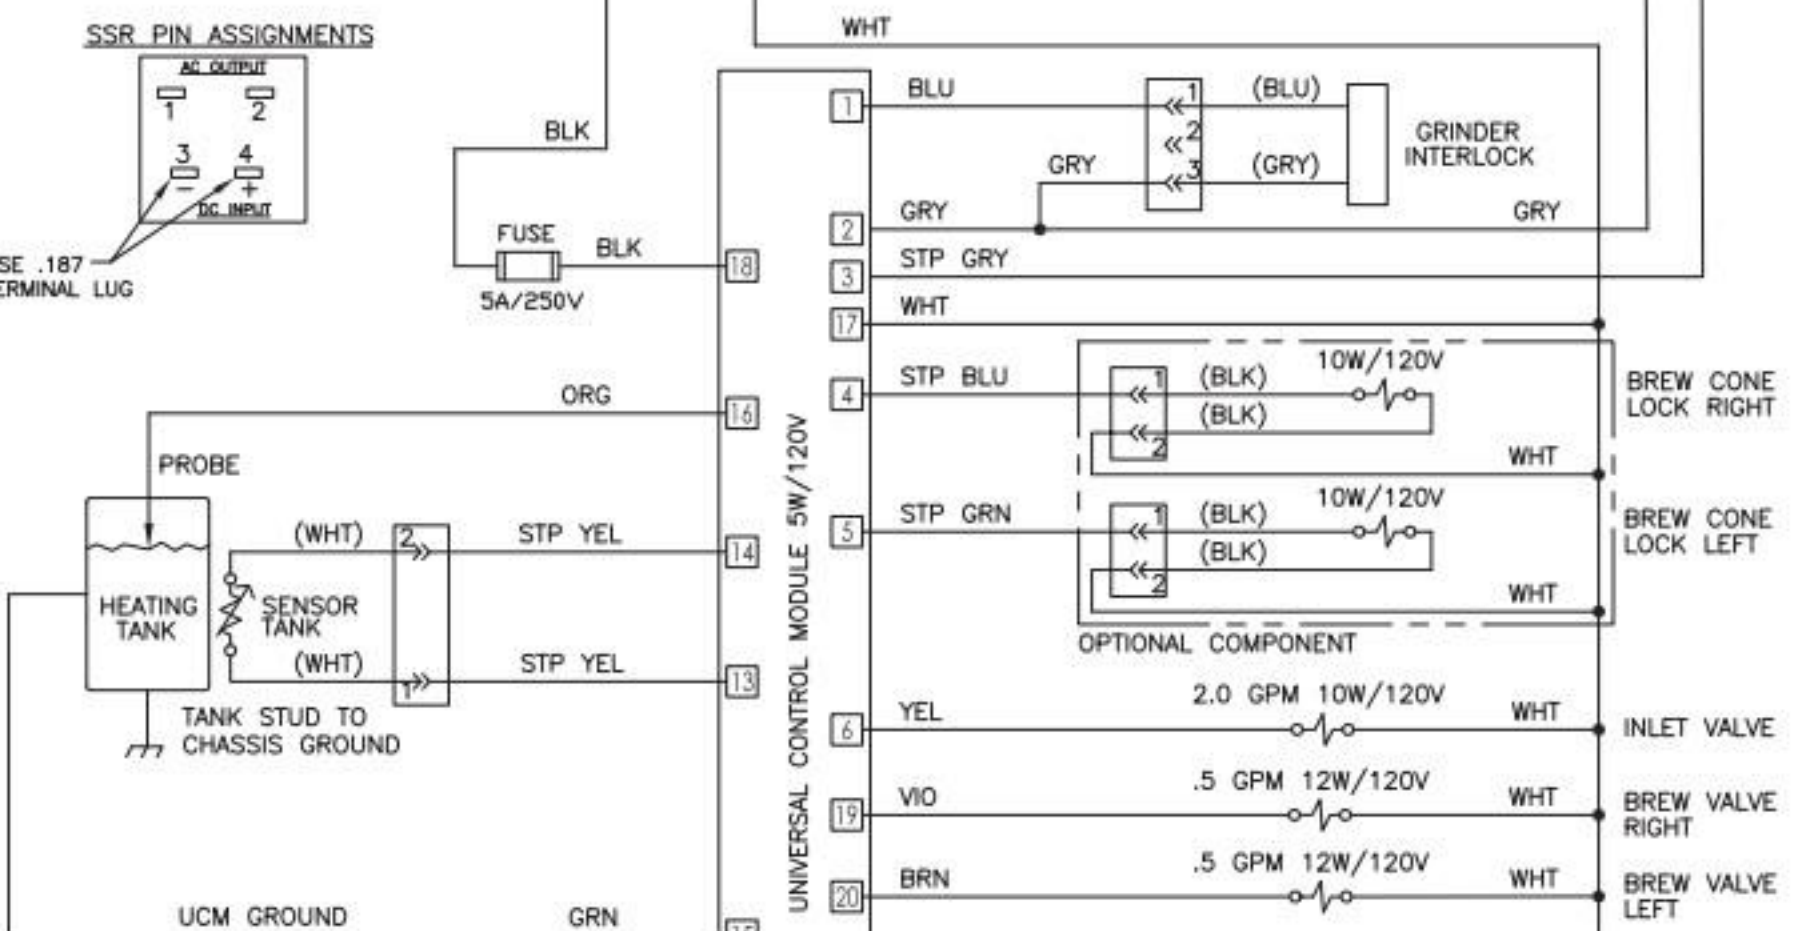 SSR PIN ASSIGNMENTS
AC OUTPUT
1 2
3 4
- +
DC INPUT
SE .187
ERMINAL LUG
BLK
FUSE
BLK
5A/250V
18
ORG
16
PROBE
HEATING
TANK
(WHT)
2
STP YEL
14
SENSOR
TANK
(WHT)
1
STP YEL
13
TANK STUD TO
CHASSIS GROUND
UCM GROUND
GRN
UNIVERSAL CONTROL MODULE 5W/120V
WHT
1
BLU
1
(BLU)
2
GRINDER
INTERLOCK
GRY
3
(GRY)
2
GRY
GRY
3
STP GRY
17
WHT
4
STP BLU
1
(BLK)
10W/120V
BREW CONE
LOCK RIGHT
(BLK)
2
WHT
5
STP GRN
1
(BLK)
10W/120V
BREW CONE
LOCK LEFT
(BLK)
2
WHT
OPTIONAL COMPONENT
6
YEL
2.0 GPM 10W/120V
WHT
INLET VALVE
19
VIO
.5 GPM 12W/120V
WHT
BREW VALVE
RIGHT
20
BRN
.5 GPM 12W/120V
WHT
BREW VALVE
LEFT